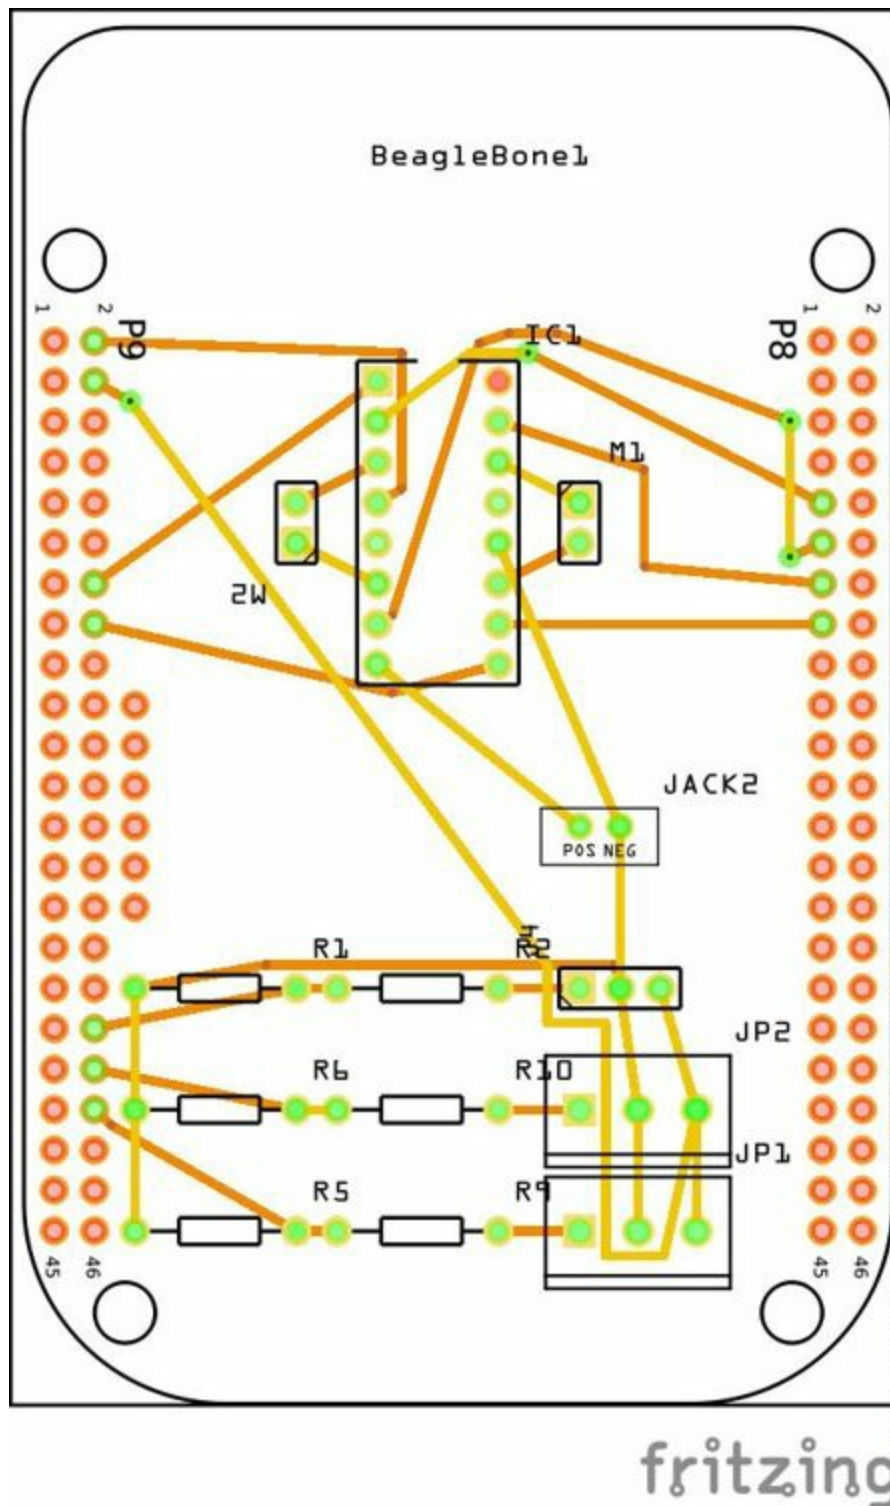 BeagleBone1
1 2
P9
IC1
P8
1 2
M1
M2
JACK2
POS NEG
R1
R2
JP2
R6
R10
JP1
R5
R9
45 46
45 46
fritzing